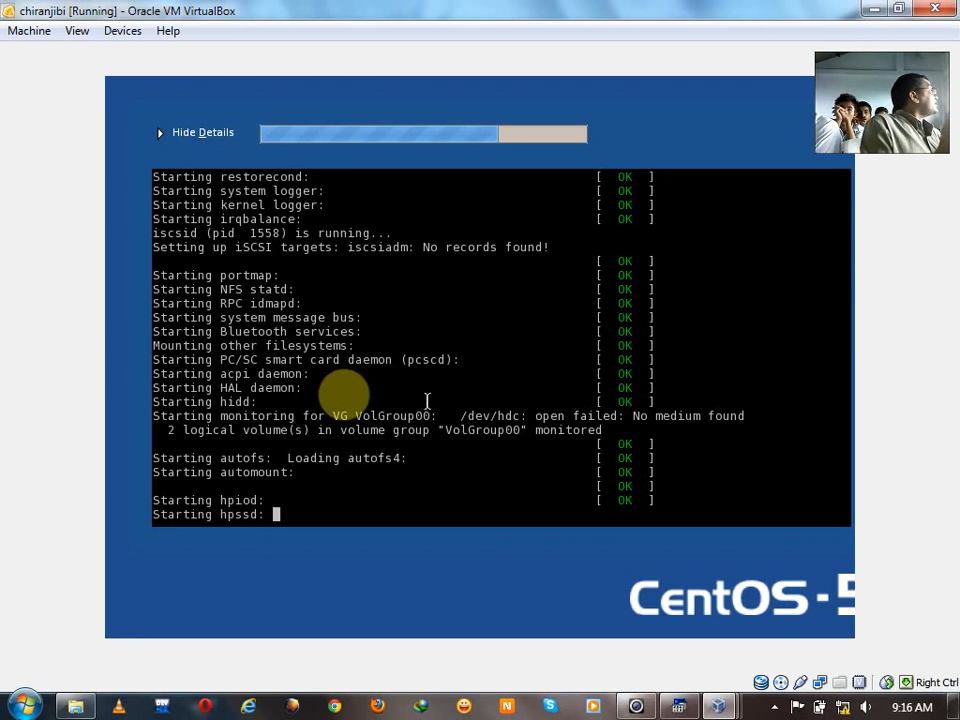 chiranjibi [Running] - Oracle VM VirtualBox
Machine View Devices Help
Hide Details
Starting restorecond: [ OK ]
Starting system logger: [ OK ]
Starting kernel logger: [ OK ]
Starting irqbalance: [ OK ]
iscsid (pid 1558) is running...
Setting up iSCSI targets: iscsiadm: No records found!
[ OK ]
Starting portmap: [ OK ]
Starting NFS statd: [ OK ]
Starting RPC idmapd: [ OK ]
Starting system message bus: [ OK ]
Starting Bluetooth services: [ OK ]
Mounting other filesystems: [ OK ]
Starting PC/SC smart card daemon (pcscd): [ OK ]
Starting acpi daemon: [ OK ]
Starting HAL daemon: [ OK ]
Starting hidd: [ OK ]
Starting monitoring for VG VolGroup00: /dev/hdc: open failed: No medium found
2 logical volume(s) in volume group "VolGroup00" monitored
[ OK ]
Starting autofs: Loading autofs4: [ OK ]
Starting automount: [ OK ]
[ OK ]
Starting hpiod: [ OK ]
Starting hpssd:
CentOS-5
Right Ctrl
9:16 AM